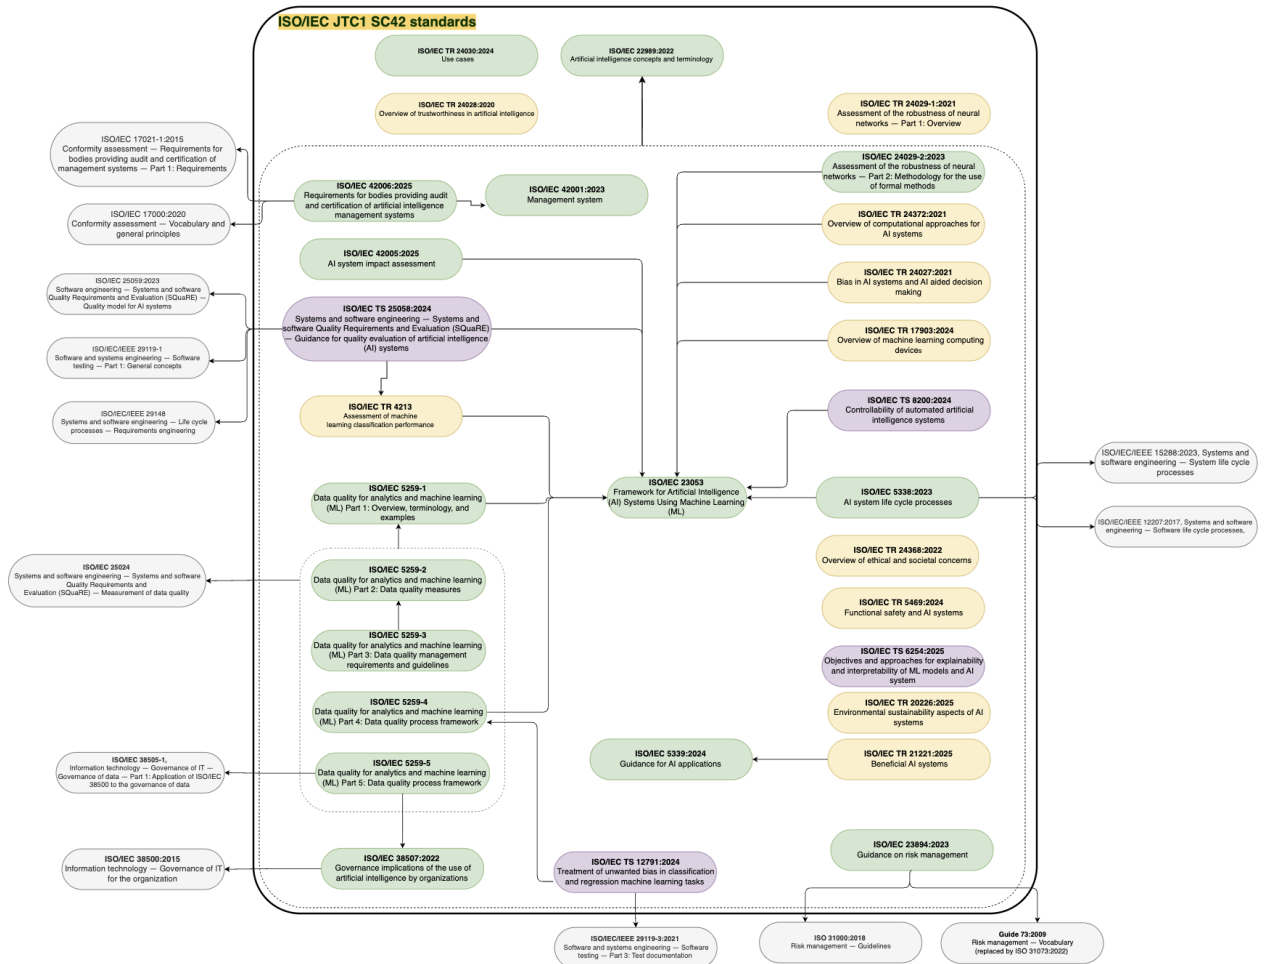 ISO/IEC JTC1 SC42 standards
ISO/IEC TR 24030:2024
Use cases
ISO/IEC 22989:2022
Artificial intelligence concepts and terminology
ISO/IEC TR 24028:2020
Overview of trustworthiness in artificial intelligence
ISO/IEC TR 24029-1:2021
Assessment of the robustness of neural
networks — Part 1: Overview
ISO/IEC 17021-1:2015
Conformity assessment — Requirements for
bodies providing audit and certification of
management systems — Part 1: Requirements
ISO/IEC 24029-2:2023
Assessment of the robustness of neural
networks — Part 2: Methodology for the use
of formal methods
ISO/IEC 42006:2025
Requirements for bodies providing audit
and certification of artificial intelligence
management systems
ISO/IEC 42001:2023
Management system
ISO/IEC 17000:2020
Conformity assessment — Vocabulary and
general principles
ISO/IEC TR 24372:2021
Overview of computational approaches for
AI systems
ISO/IEC 42005:2025
AI system impact assessment
ISO/IEC TR 24027:2021
Bias in AI systems and AI aided decision
making
ISO/IEC 25059:2023
Software engineering — Systems and software
Quality Requirements and Evaluation (SQuaRE) —
Quality model for AI systems
ISO/IEC TS 25058:2024
Systems and software engineering — Systems and
software Quality Requirements and Evaluation (SQuaRE)
— Guidance for quality evaluation of artificial intelligence
(AI) systems
ISO/IEC TR 17903:2024
Overview of machine learning computing
devices
ISO/IEC/IEEE 29119-1
Software and systems engineering — Software
testing — Part 1: General concepts
ISO/IEC TR 4213
Assessment of machine
learning classification performance
ISO/IEC TS 8200:2024
Controllability of automated artificial
intelligence systems
ISO/IEC/IEEE 29148
Systems and software engineering — Life cycle
processes — Requirements engineering
ISO/IEC/IEEE 15288:2023, Systems and
software engineering — System life cycle
processes
ISO/IEC 5259-1
Data quality for analytics and machine learning
(ML) Part 1: Overview, terminology, and
examples
ISO/IEC 23053
Framework for Artificial Intelligence
(AI) Systems Using Machine Learning
(ML)
ISO/IEC 5338:2023
AI system life cycle processes
ISO/IEC/IEEE 12207:2017, Systems and software
engineering — Software life cycle processes,
ISO/IEC TR 24368:2022
Overview of ethical and societal concerns
ISO/IEC 25024
Systems and software engineering — Systems and software
Quality Requirements and
Evaluation (SQuaRE) — Measurement of data quality
ISO/IEC 5259-2
Data quality for analytics and machine learning
(ML) Part 2: Data quality measures
ISO/IEC TR 5469:2024
Functional safety and AI systems
ISO/IEC 5259-3
Data quality for analytics and machine learning
(ML) Part 3: Data quality management
requirements and guidelines
ISO/IEC TS 6254:2025
Objectives and approaches for explainability
and interpretability of ML models and AI
system
ISO/IEC 5259-4
Data quality for analytics and machine learning
(ML) Part 4: Data quality process framework
ISO/IEC TR 20226:2025
Environmental sustainability aspects of AI
systems
ISO/IEC 38505-1,
Information technology — Governance of IT —
Governance of data — Part 1: Application of ISO/IEC
38500 to the governance of data
ISO/IEC 5259-5
Data quality for analytics and machine learning
(ML) Part 5: Data quality process framework
ISO/IEC 5339:2024
Guidance for AI applications
ISO/IEC TR 21221:2025
Beneficial AI systems
ISO/IEC 38500:2015
Information technology — Governance of IT
for the organization
ISO/IEC 38507:2022
Governance implications of the use of
artificial intelligence by organizations
ISO/IEC TS 12791:2024
Treatment of unwanted bias in classification
and regression machine learning tasks
ISO/IEC 23894:2023
Guidance on risk management
ISO/IEC/IEEE 29119-3:2021
Software and systems engineering — Software
testing — Part 3: Test documentation
ISO 31000:2018
Risk management — Guidelines
Guide 73:2009
Risk management — Vocabulary
(replaced by ISO 31073:2022)